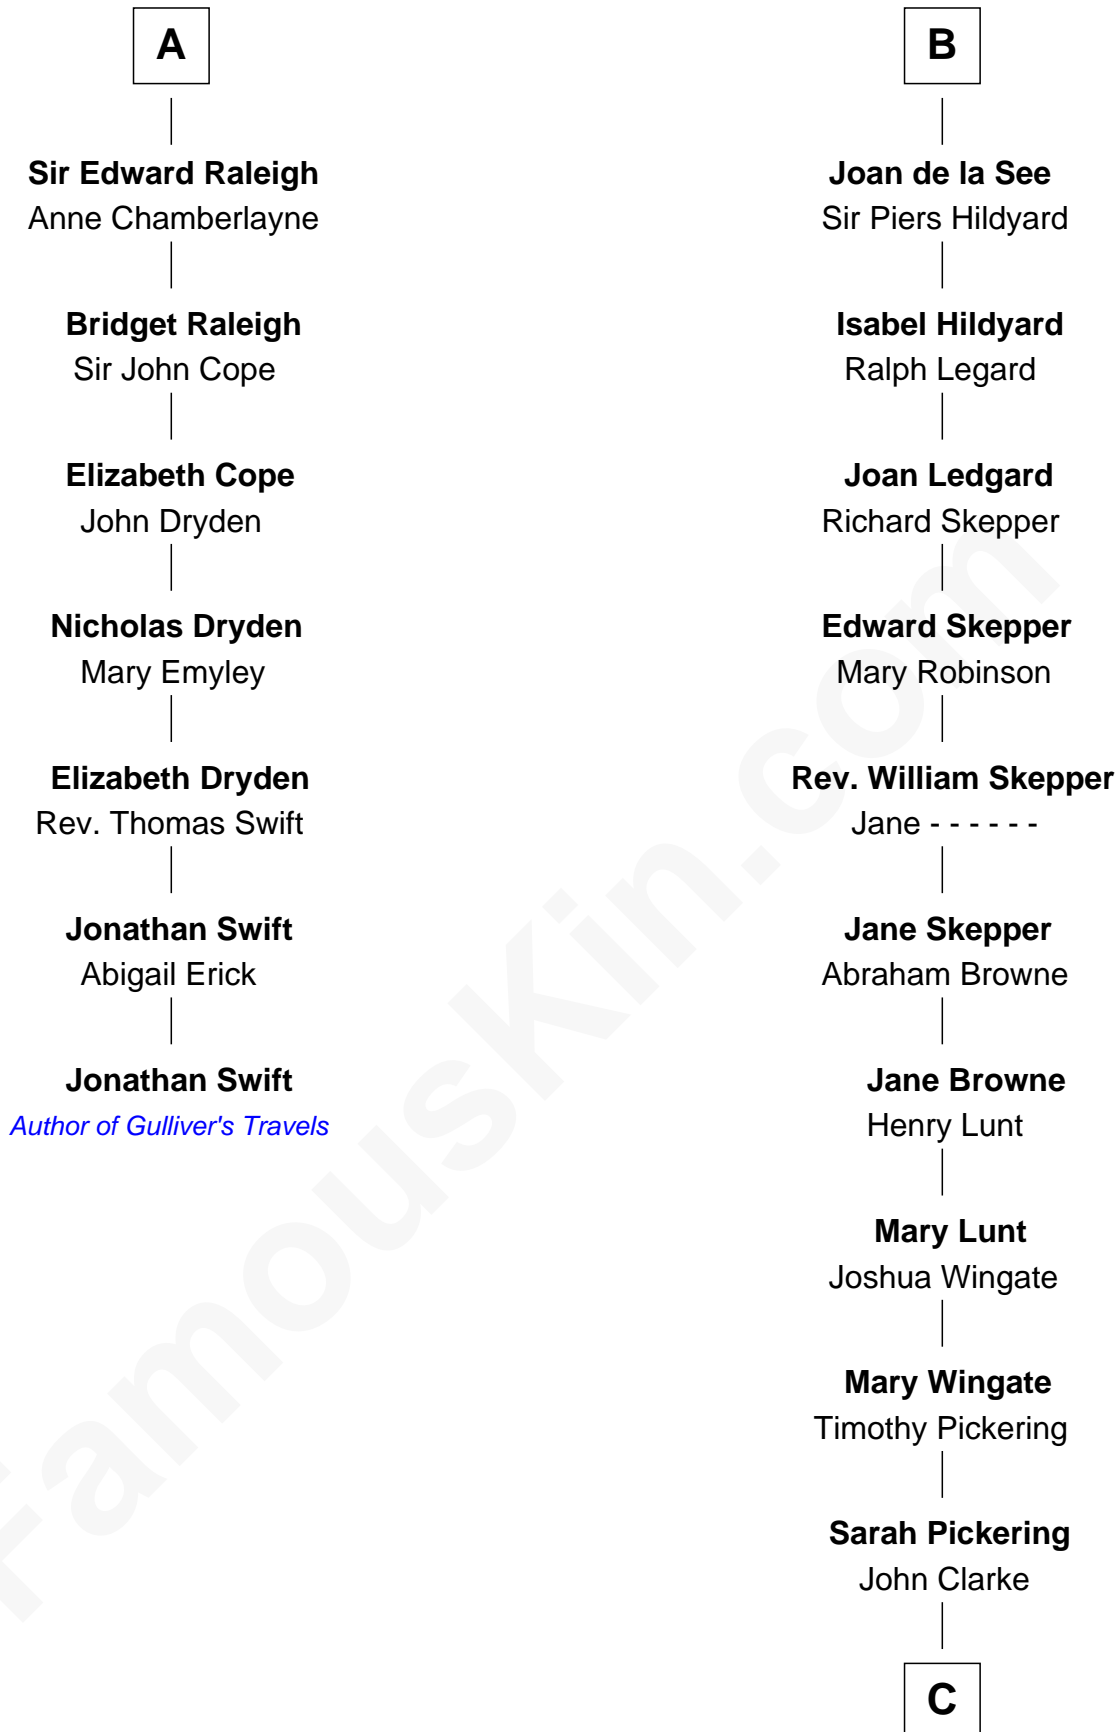 A
Sir Edward Raleigh
Anne Chamberlayne
Bridget Raleigh
Sir John Cope
Elizabeth Cope
John Dryden
Nicholas Dryden
Mary Emyley
Elizabeth Dryden
Rev. Thomas Swift
Jonathan Swift
Abigail Erick
Jonathan Swift
Author of Gulliver's Travels
B
Joan de la See
Sir Piers Hildyard
Isabel Hildyard
Ralph Legard
Joan Ledgard
Richard Skepper
Edward Skepper
Mary Robinson
Rev. William Skepper
Jane - - - - - -
Jane Skepper
Abraham Browne
Jane Browne
Henry Lunt
Mary Lunt
Joshua Wingate
Mary Wingate
Timothy Pickering
Sarah Pickering
John Clarke
C
FamousKin.com